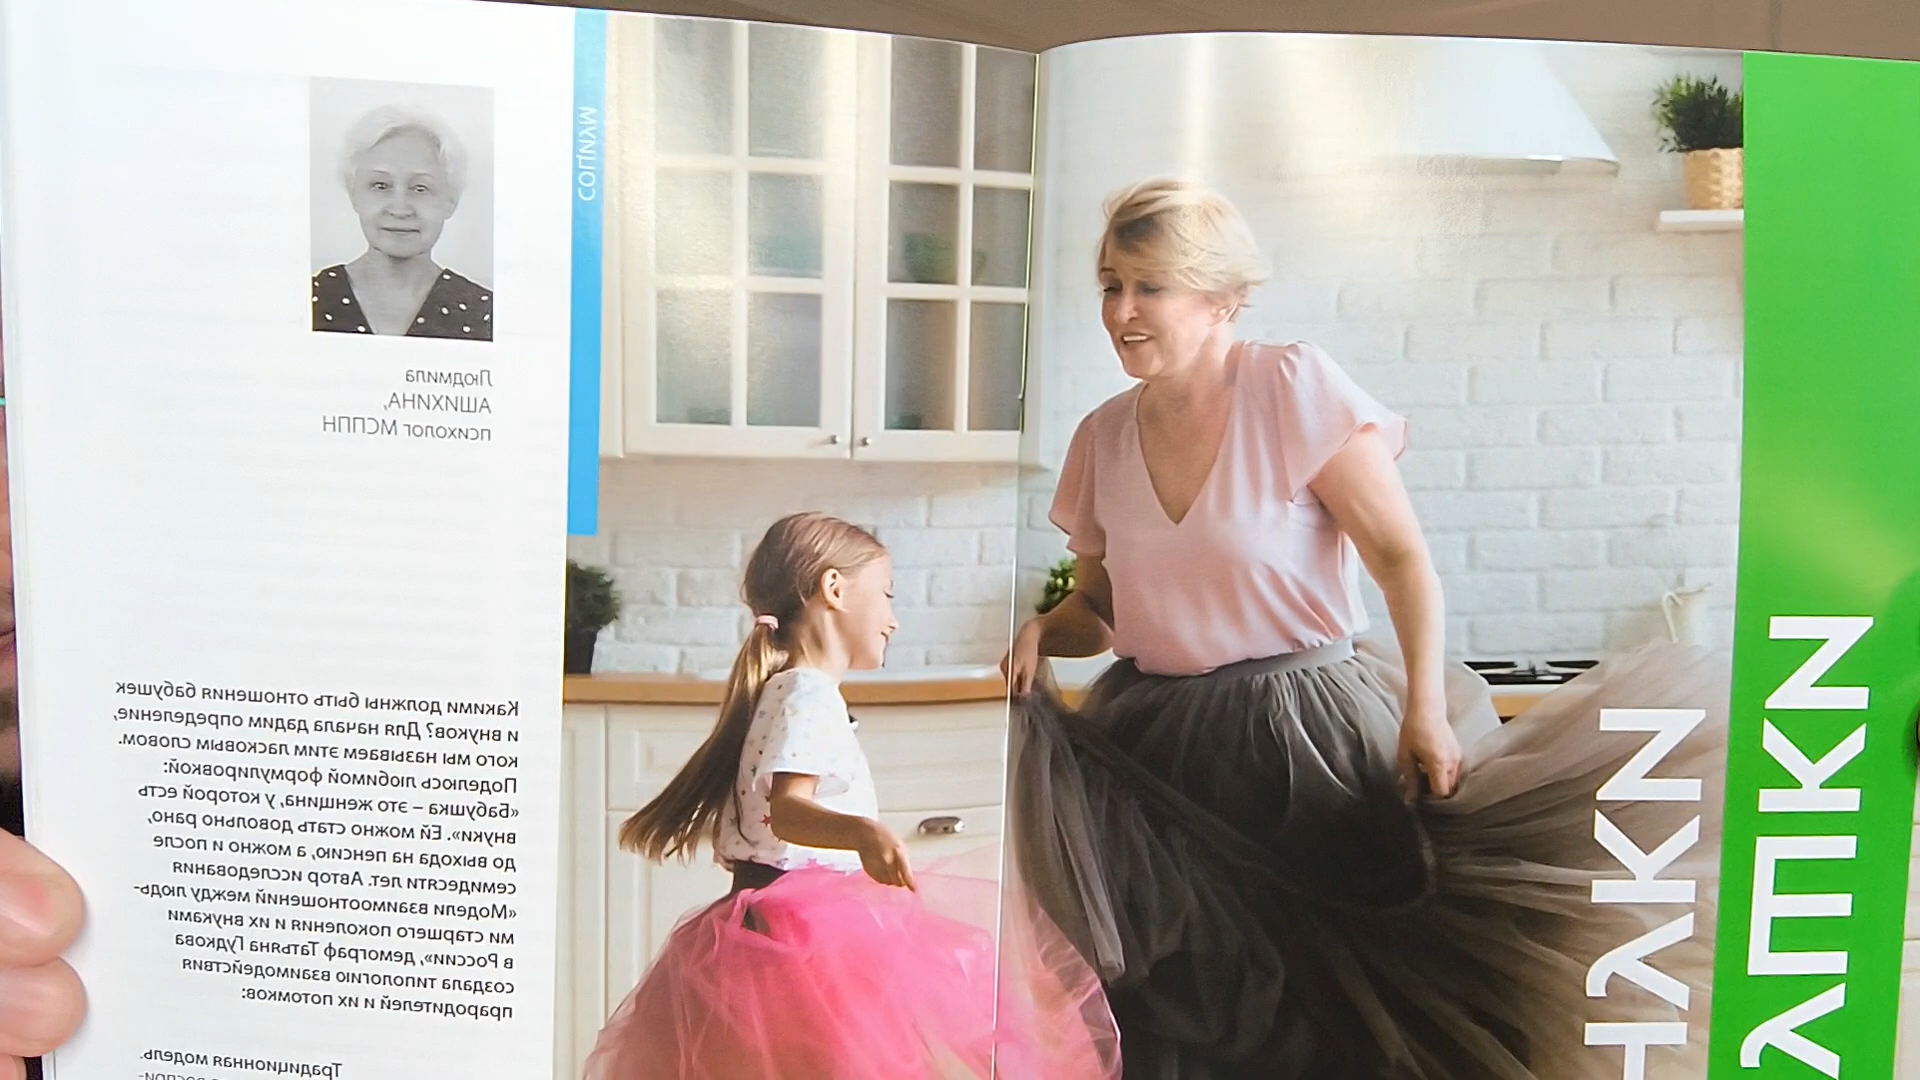 УШКИ
НУКИ
СОЦИУМ
Людмила
АШИХИНА,
психолог МСППН
Какими должны быть отношения бабушек
и внуков? Для начала дадим определение,
кого мы называем этим ласковым словом.
Поделюсь любимой формулировкой:
«Бабушка – это женщина, у которой есть
внуки». Ей можно стать довольно рано,
до выхода на пенсию, а можно и после
семидесяти лет. Автор исследования
«Модели взаимоотношений между людь-
ми старшего поколения и их внуками
в России», демограф Татьяна Гудкова
создала типологию взаимодействия
прародителей и их потомков:
Традиционная модель.